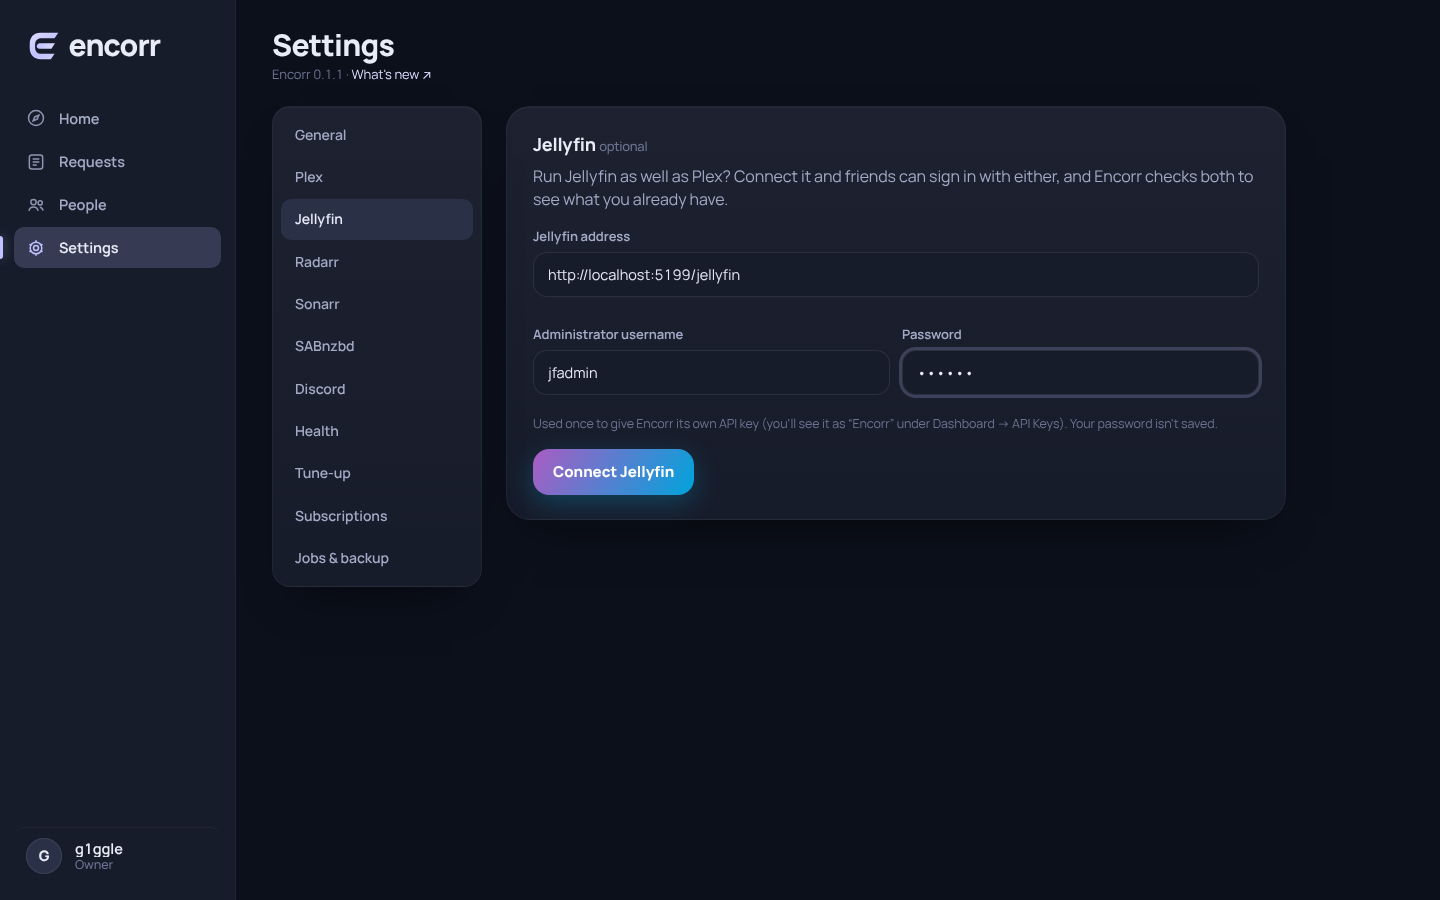 encorr
Home
Requests
People
Settings
g1ggle
Owner
Settings
Encorr 0.1.1 · What's new ↗
General
Plex
Jellyfin
Radarr
Sonarr
SABnzbd
Discord
Health
Tune-up
Subscriptions
Jobs & backup
Jellyfin optional
Run Jellyfin as well as Plex? Connect it and friends can sign in with either, and Encorr checks both to
see what you already have.
Jellyfin address
http://localhost:5199/jellyfin
Administrator username
Password
jfadmin
••••••
Used once to give Encorr its own API key (you'll see it as “Encorr” under Dashboard → API Keys). Your password isn't saved.
Connect Jellyfin
G